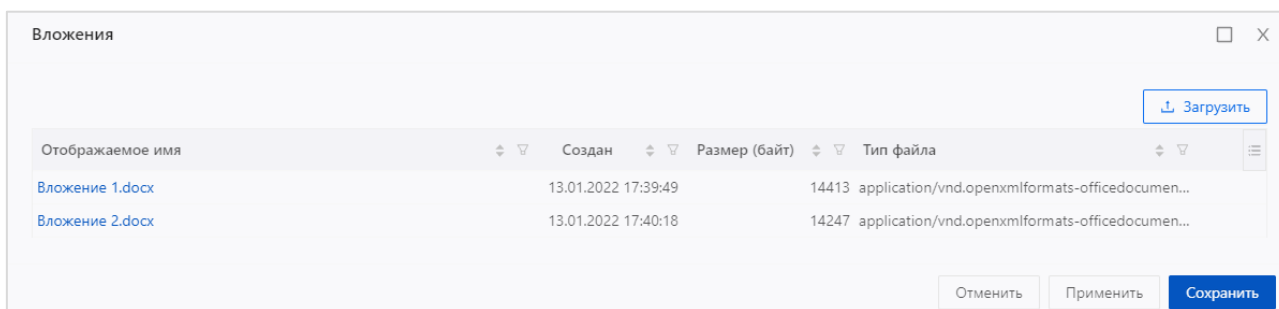 Вложения
Загрузить
Отображаемое имя Создан Размер (байт) Тип файла
Вложение 1.docx 13.01.2022 17:39:49 14413 application/vnd.openxmlformats-officedocumen...
Вложение 2.docx 13.01.2022 17:40:18 14247 application/vnd.openxmlformats-officedocumen...
Отменить Применить Сохранить